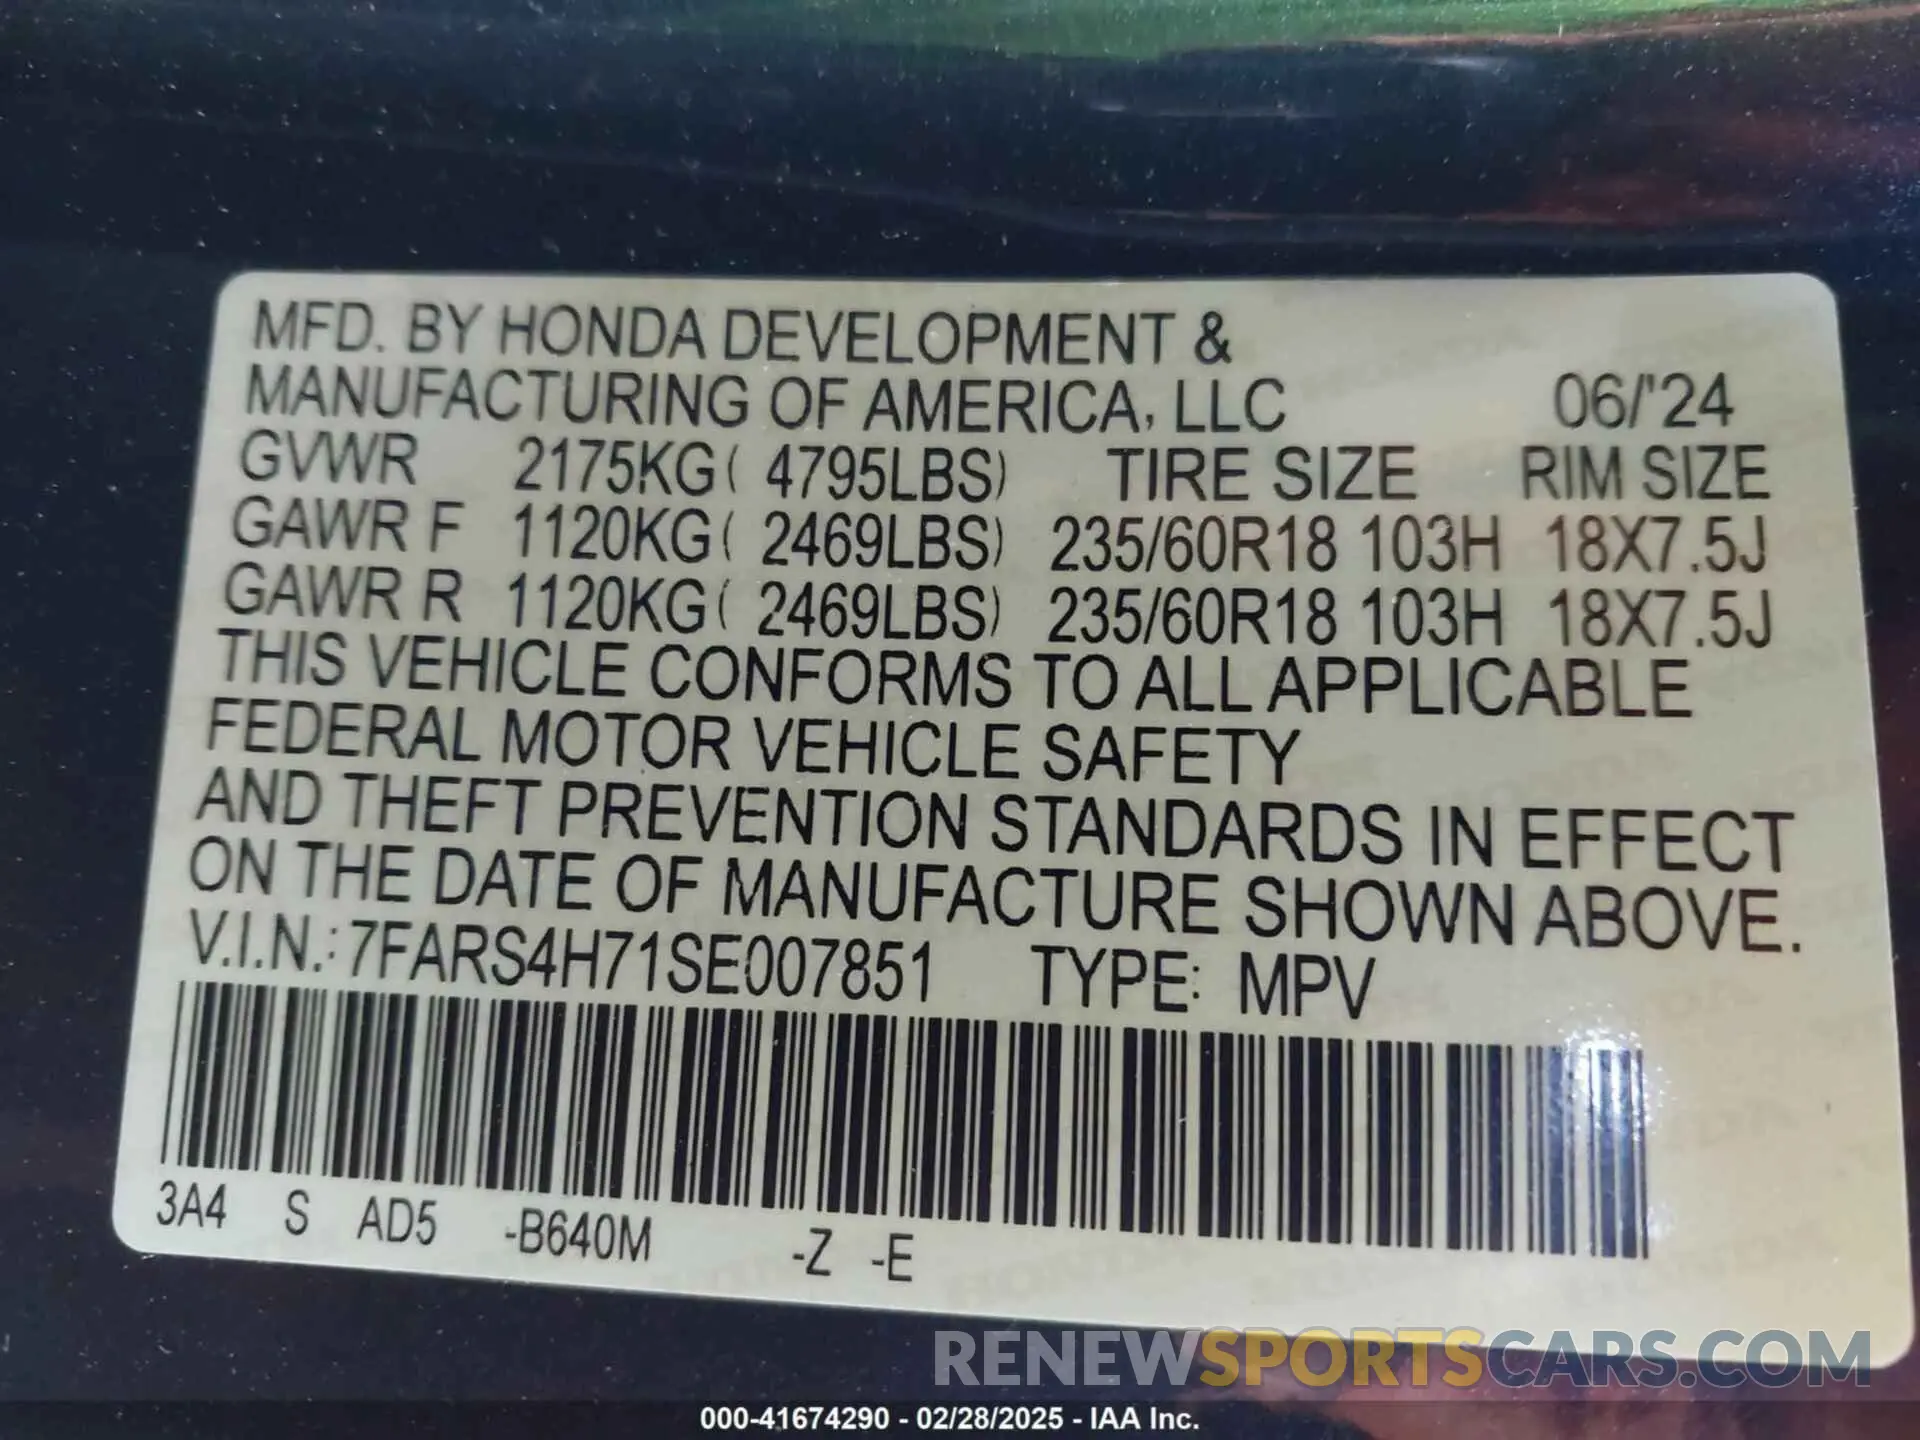 MFD. BY HONDA DEVELOPMENT &
MANUFACTURING OF AMERICA, LLC 06/'24
GVWR 2175KG( 4795LBS) TIRE SIZE RIM SIZE
GAWR F 1120KG( 2469LBS) 235/60R18 103H 18X7.5J
GAWR R 1120KG( 2469LBS) 235/60R18 103H 18X7.5J
THIS VEHICLE CONFORMS TO ALL APPLICABLE
FEDERAL MOTOR VEHICLE SAFETY
AND THEFT PREVENTION STANDARDS IN EFFECT
ON THE DATE OF MANUFACTURE SHOWN ABOVE.
V.I.N.: 7FARS4H71SE007851 TYPE: MPV
3A4 S AD5 -B640M -Z -E
RENEWSPORTSCARS.COM
000-41674290 - 02/28/2025 - IAA Inc.